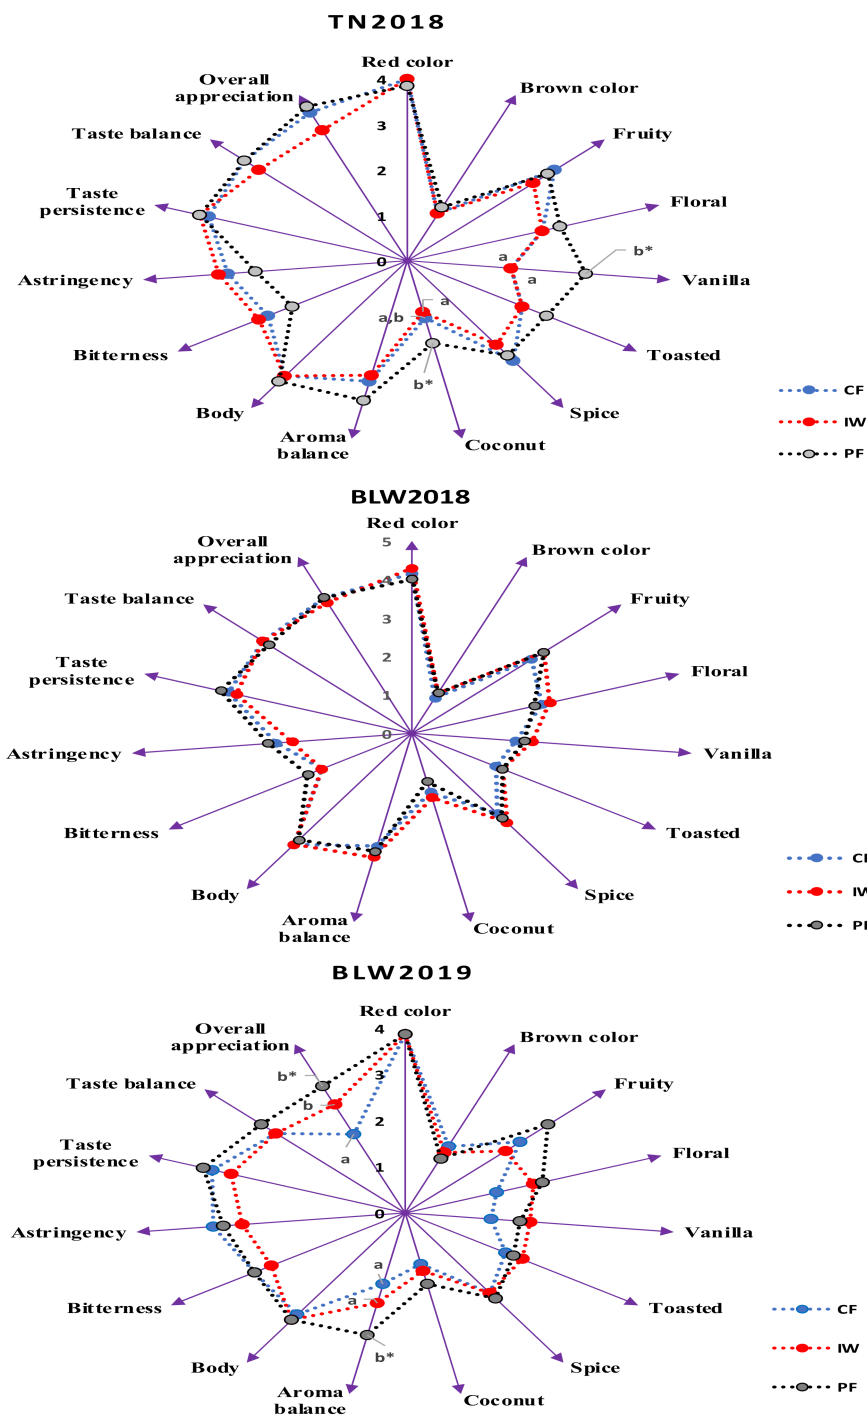 TN2018
Red color
4
Overall
appreciation
Brown color
3
Taste balance
Fruity
2
Taste
persistence
Floral
1
a
b*
0
Astringency
a
Vanilla
a
a,b
Bitterness
Toasted
b*
Body
Spice
Aroma
balance
Coconut
CF
IW
PF
BLW2018
Red color
5
Overall
appreciation
Brown color
4
Taste balance
Fruity
3
2
Taste
persistence
Floral
1
0
Astringency
Vanilla
Bitterness
Toasted
Body
Spice
Aroma
balance
Coconut
CF
IW
PF
BLW2019
Red color
4
Overall
appreciation
Brown color
b*
3
Taste balance
b
Fruity
2
a
Taste
persistence
Floral
1
0
Astringency
Vanilla
a
Bitterness
a
Toasted
b*
Body
Spice
Aroma
balance
Coconut
CF
IW
PF